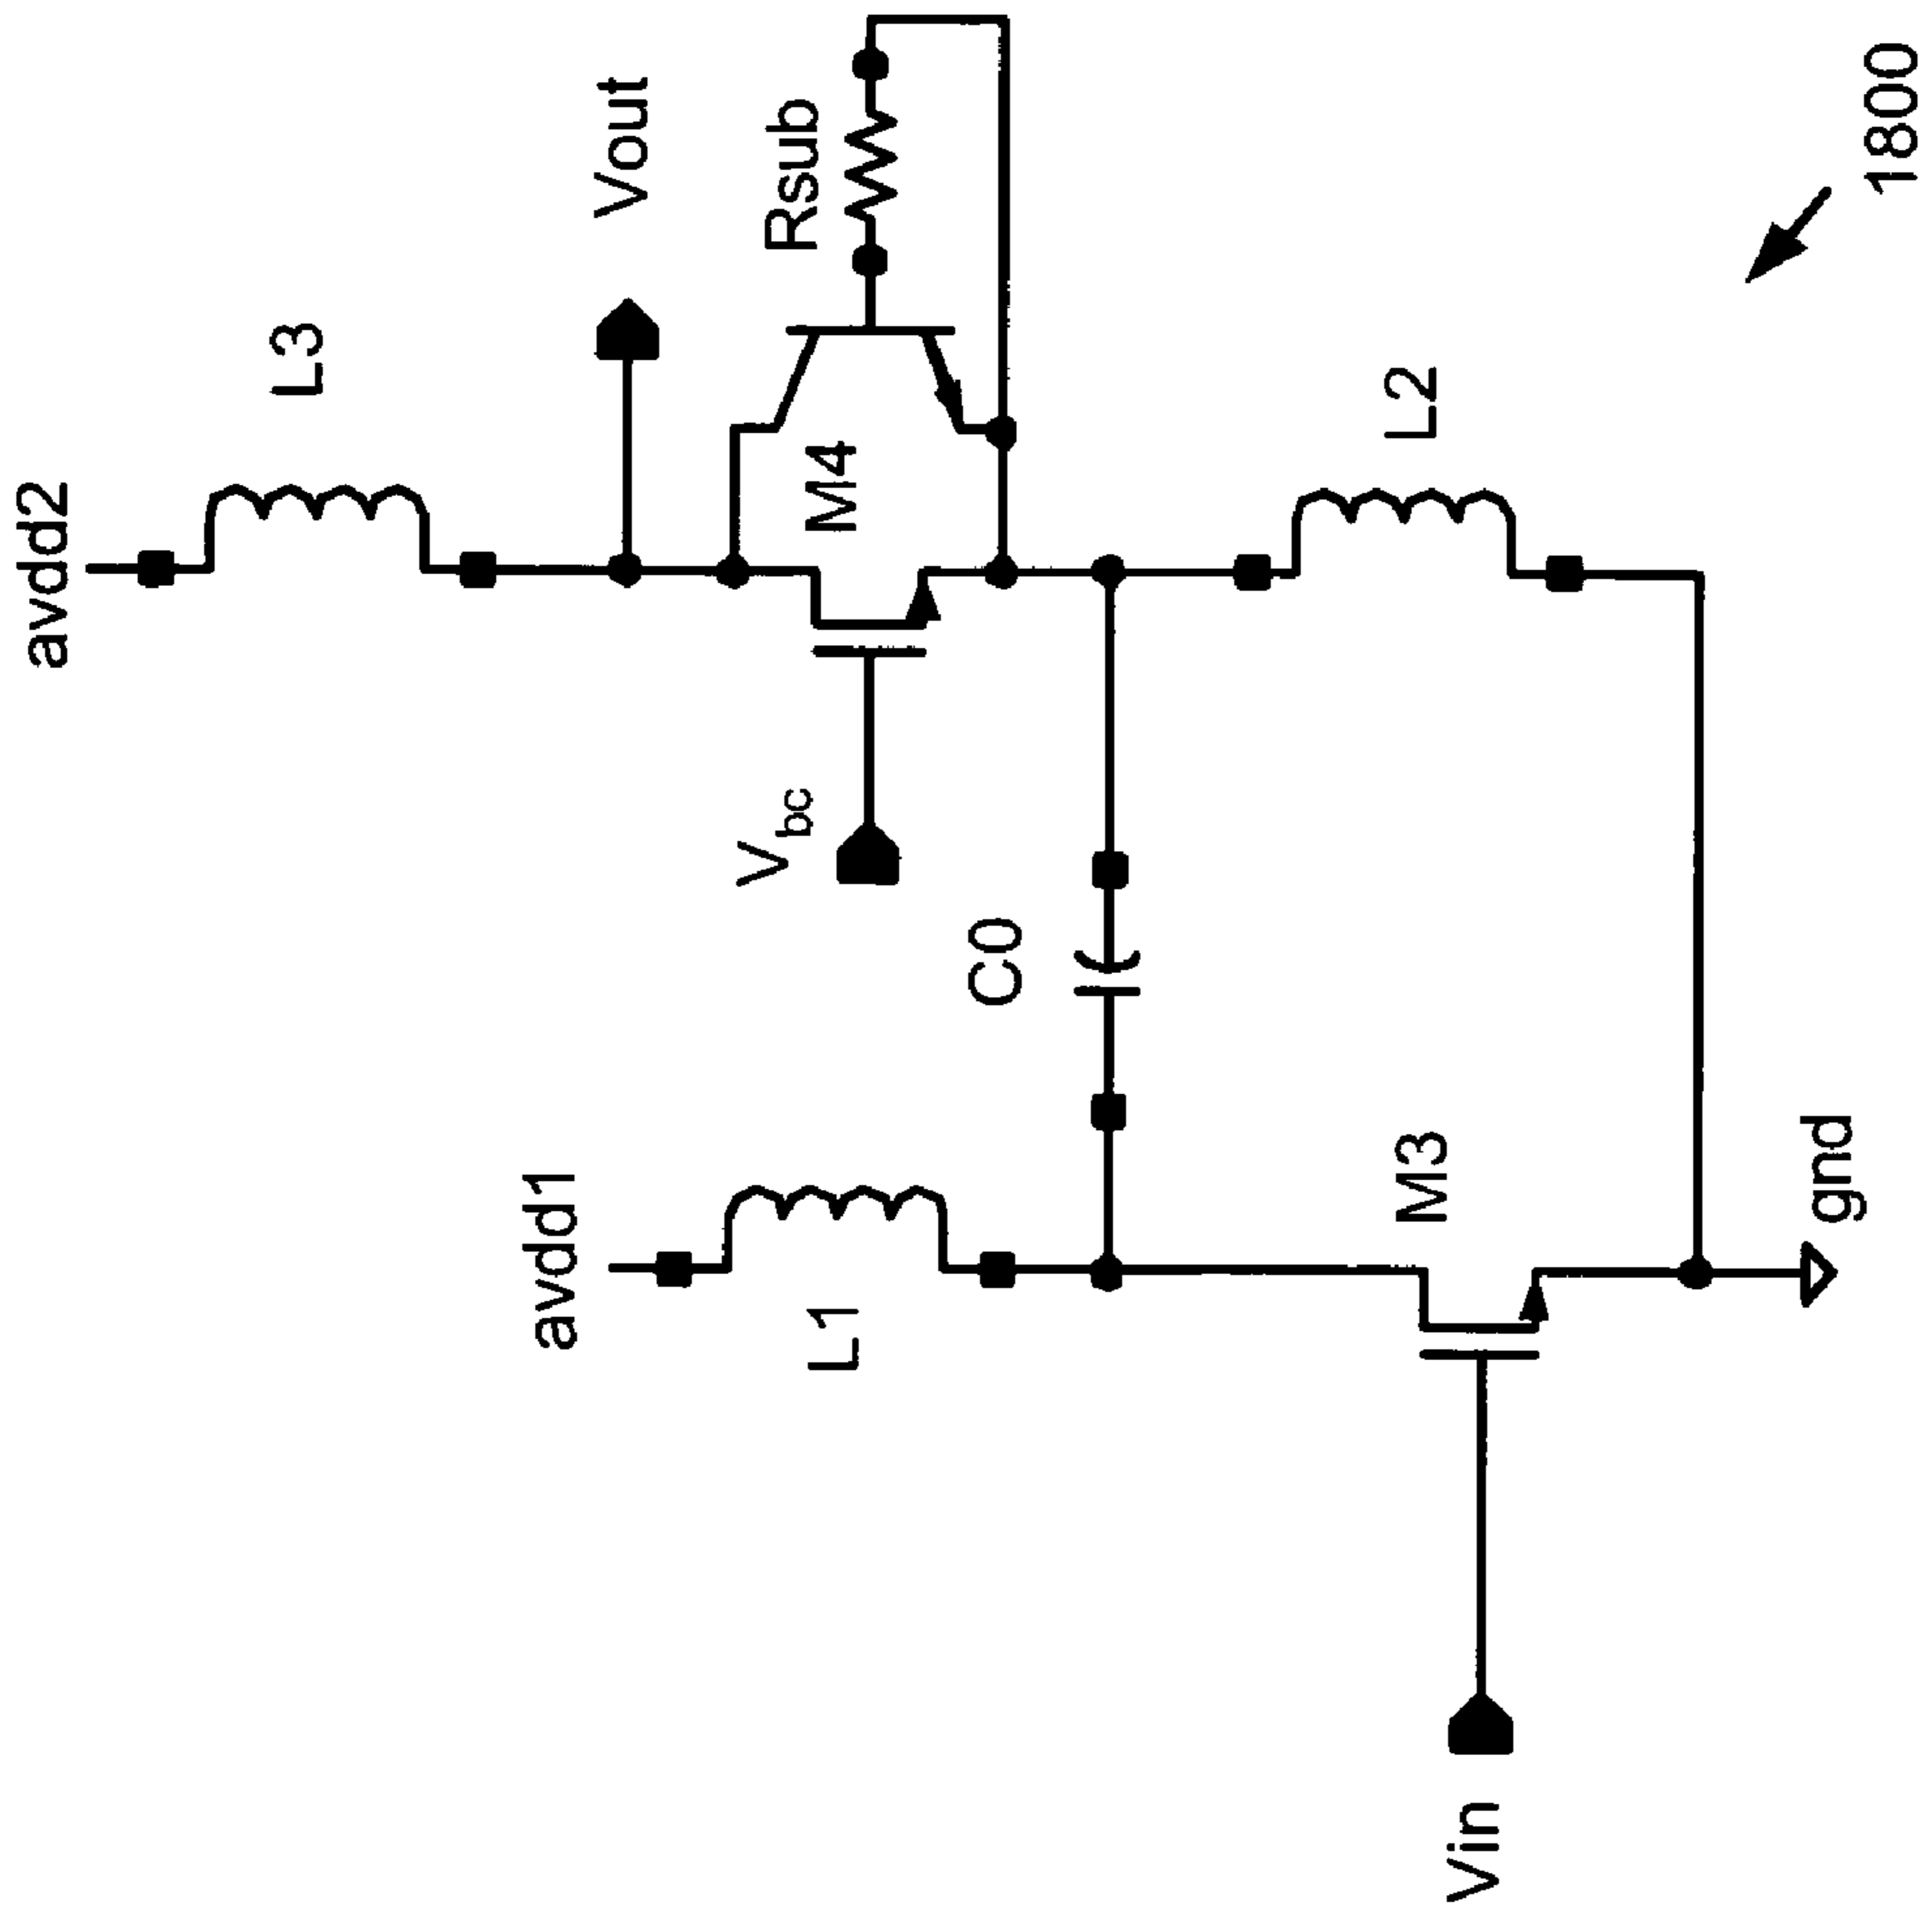 avdd2
L3
Vout
Rsub
M4
Vbc
avdd1
L1
C0
L2
M3
Vin
gnd
1800